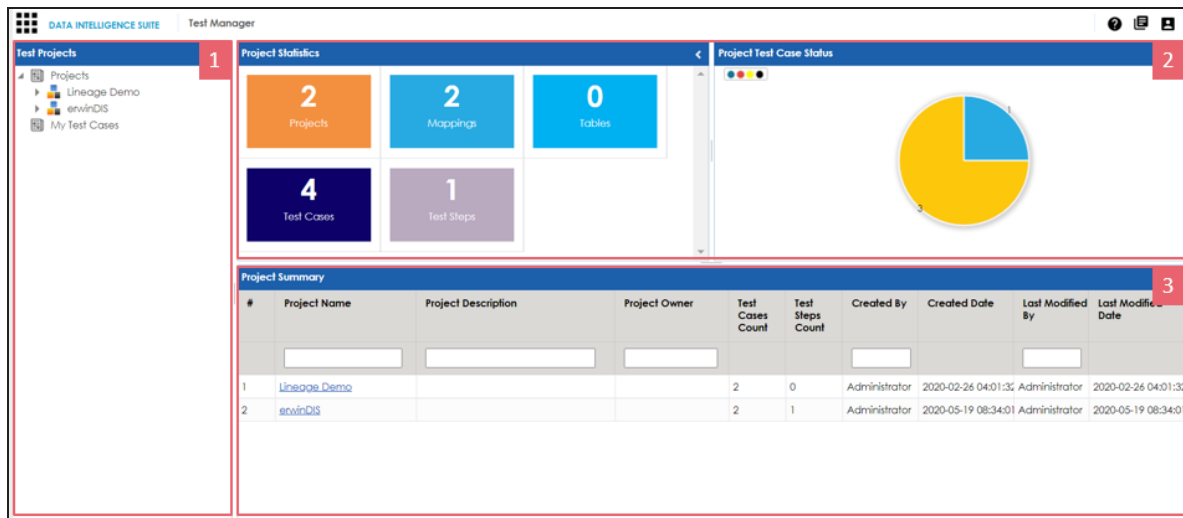 DATA INTELLIGENCE SUITE Test Manager
Test Projects
1
Projects
Lineage Demo
erwinDIS
My Test Cases
Project Statistics
2
Projects
2
Mappings
0
Tables
4
Test Cases
1
Test Steps
Project Test Case Status
2
1
3
Project Summary
3
# Project Name Project Description Project Owner Test Cases Count Test Steps Count Created By Created Date Last Modified By Last Modified Date
1 Lineage Demo 2 0 Administrator 2020-02-26 04:01:32 Administrator 2020-02-26 04:01:32
2 erwinDIS 2 1 Administrator 2020-05-19 08:34:01 Administrator 2020-05-19 08:34:01